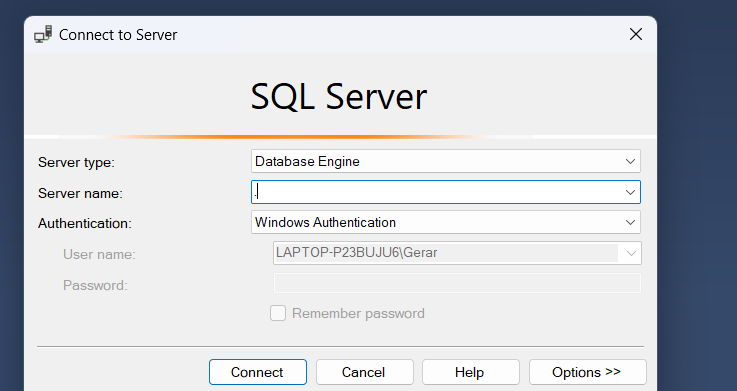 Connect to Server
SQL Server
Server type: Database Engine
Server name: .
Authentication: Windows Authentication
User name: LAPTOP-P23BUJU6\Gerar
Password:
Remember password
Connect Cancel Help Options >>